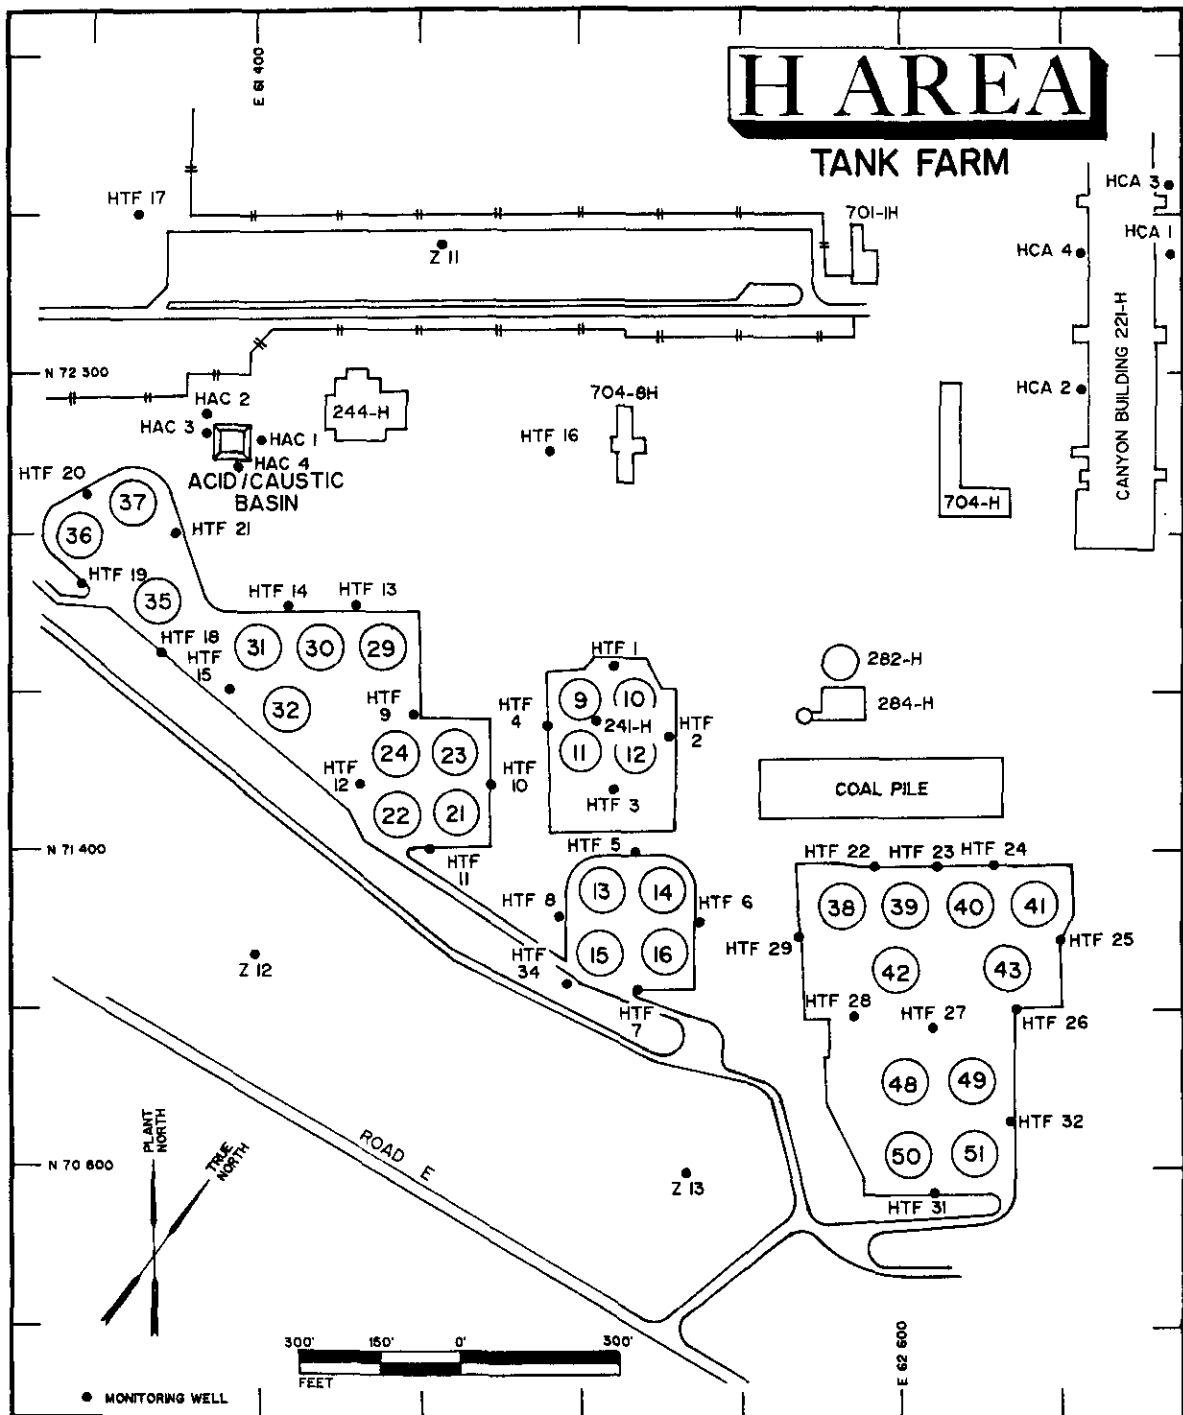 E 61 400
H AREA
TANK FARM
HCA 3
HTF 17
701-1H
HCA 1
Z 11
HCA 4
CANYON BUILDING 221-H
N 72 300
HCA 2
HAC 2
244-H
704-8H
HAC 3
HAC 1
HTF 16
HAC 4
HTF 20
ACID/CAUSTIC
BASIN
704-H
37
36
HTF 21
HTF 19
35
HTF 14
HTF 13
HTF 18
HTF
15
31
30
29
HTF 1
282-H
32
HTF
9
HTF
4
9
10
241-H
HTF
2
284-H
24
23
11
12
HTF
12
HTF
10
HTF 3
COAL PILE
22
21
N 71 400
HTF
11
HTF 5
HTF 22
HTF 23
HTF 24
13
14
38
39
40
41
HTF 8
HTF 6
HTF 29
HTF 25
15
16
Z 12
HTF
34
42
43
HTF
7
HTF 28
HTF 27
HTF 26
48
49
HTF 32
PLANT
NORTH
TRUE
NORTH
ROAD E
N 70 800
50
51
Z 13
HTF 31
300' 150' 0' 300'
FEET
E 62 600
MONITORING WELL